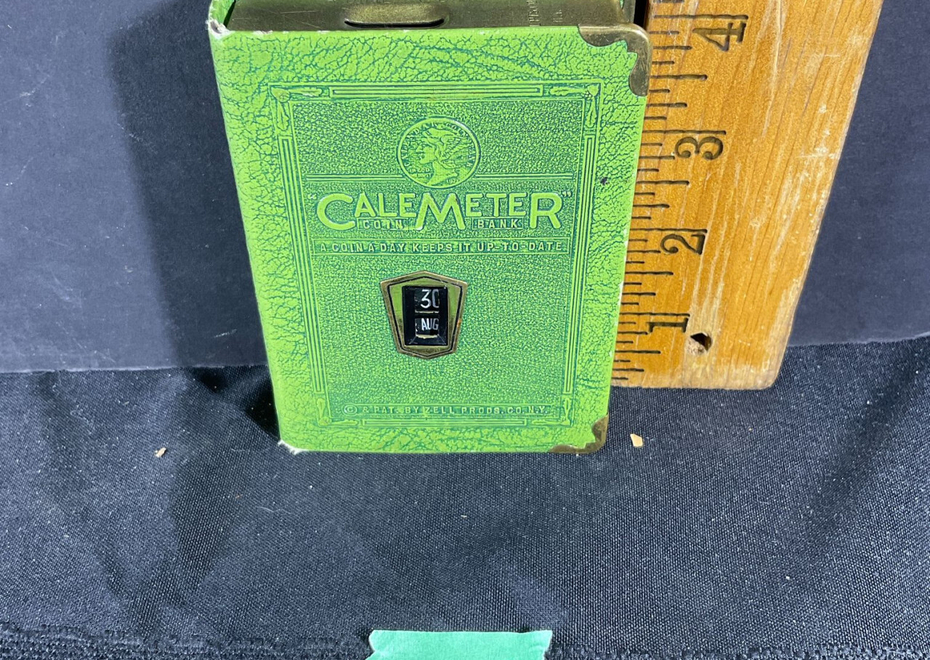 "CALEMETER"
COIN BANK
A COIN A DAY KEEPS IT UP-TO-DATE
30
AUG
PAT. BY ZELL PRODS. CO. N.Y.
4
3
2
1